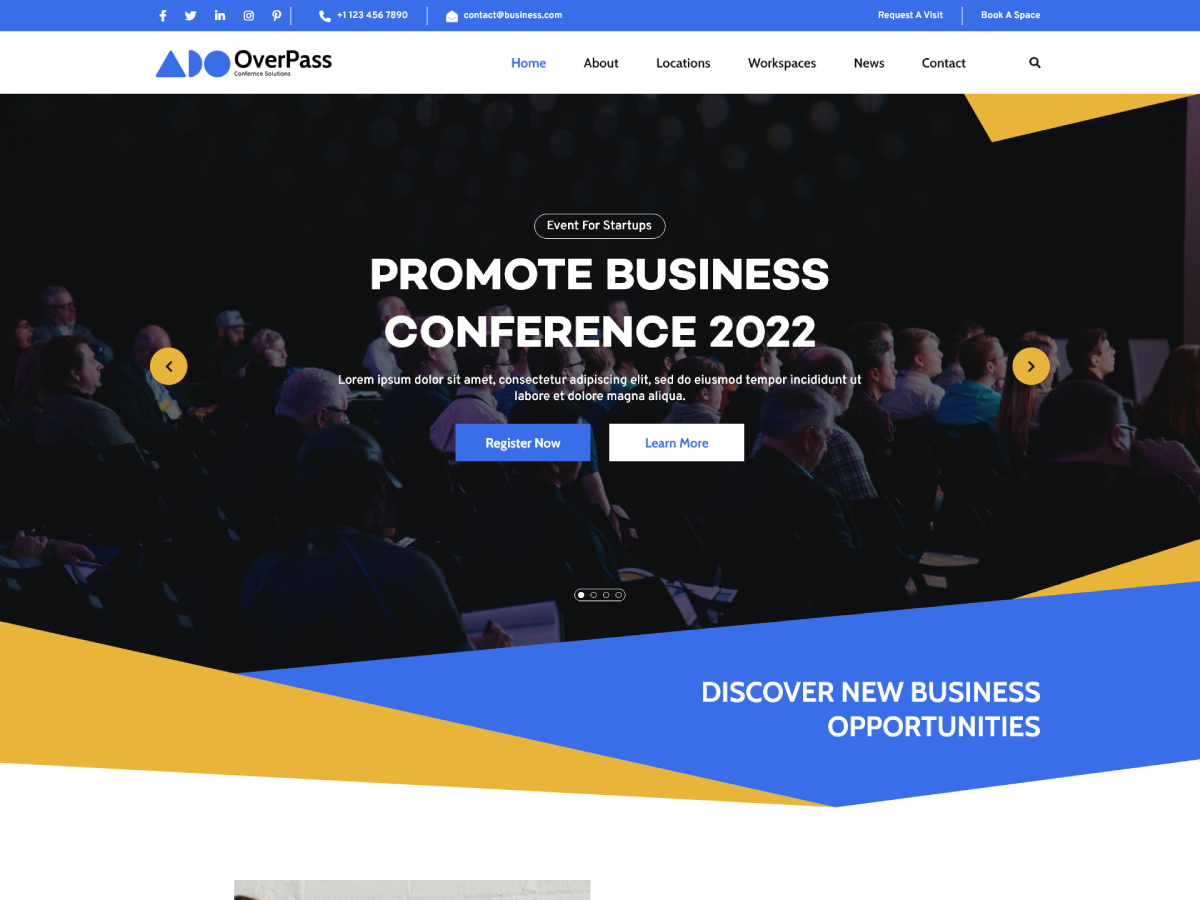 +1 123 456 7890
contact@business.com
Request A Visit
Book A Space
OverPass
Confernce Solutions
Home
About
Locations
Workspaces
News
Contact
Event For Startups
PROMOTE BUSINESS
CONFERENCE 2022
Lorem ipsum dolor sit amet, consectetur adipiscing elit, sed do eiusmod tempor incididunt ut
labore et dolore magna aliqua.
Register Now
Learn More
DISCOVER NEW BUSINESS
OPPORTUNITIES